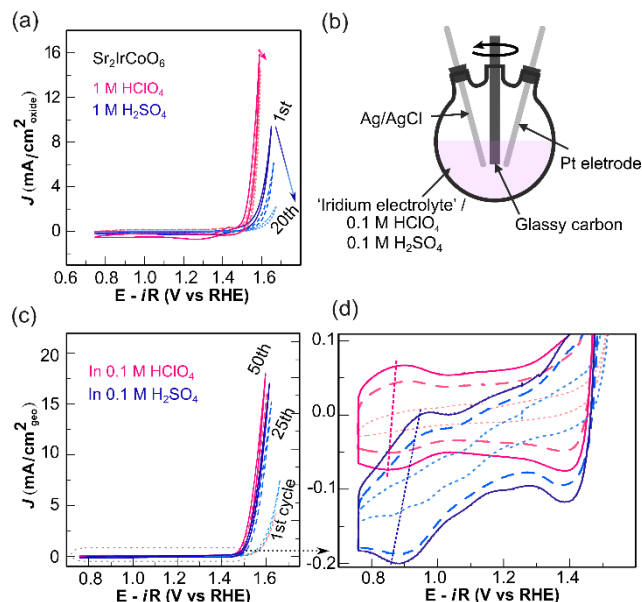 (a)
16
12
8
4
0
J (mA/cm²oxide)
Sr₂IrCoO₆
1 M HClO₄
1 M H₂SO₄
1st
20th
0.6 0.8 1.0 1.2 1.4 1.6
E - iR (V vs RHE)
(b)
Ag/AgCl
Pt eletrode
'Iridium electrolyte' /
0.1 M HClO₄
0.1 M H₂SO₄
Glassy carbon
(c)
20
15
10
5
0
J (mA/cm²geo)
In 0.1 M HClO₄
In 0.1 M H₂SO₄
50th
25th
1st cycle
0.8 1.0 1.2 1.4 1.6
E - iR (V vs RHE)
(d)
0.1
0.0
-0.1
-0.2
0.8 1.0 1.2 1.4
E - iR (V vs RHE)